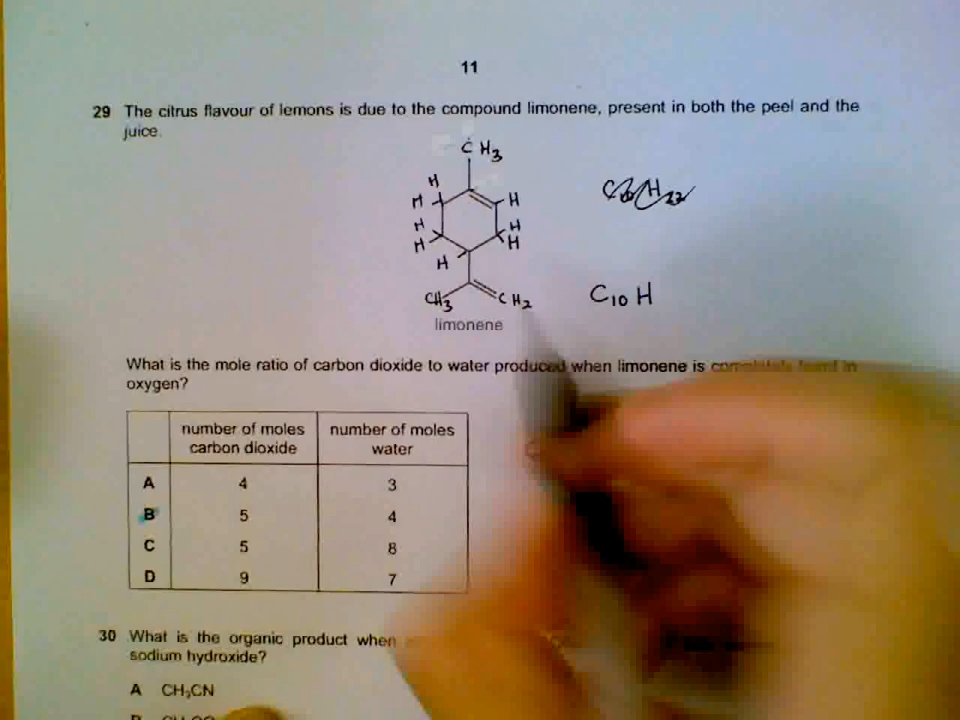 11
29 The citrus flavour of lemons is due to the compound limonene, present in both the peel and the
juice.
CH3
H
H
H
H
H
H
H
H
CH3
CH2
C10 H
limonene
What is the mole ratio of carbon dioxide to water produced when limonene is in
oxygen?
number of moles carbon dioxide number of moles water
A 4 3
B 5 4
C 5 8
D 9 7
30 What is the organic product when
sodium hydroxide?
A CH3CN